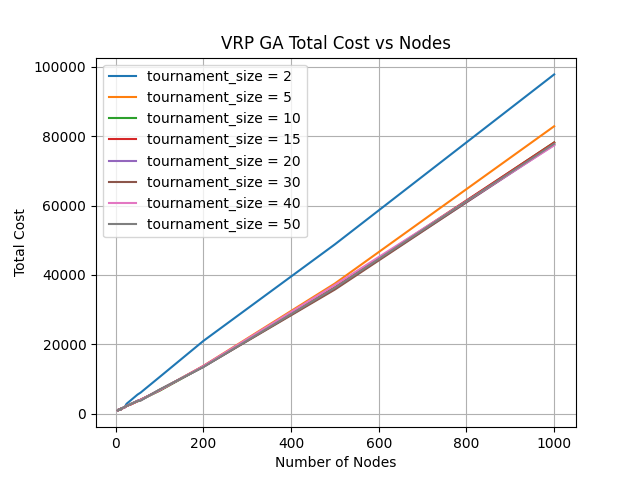 VRP GA Total Cost vs Nodes
100000
80000
60000
40000
20000
0
Total Cost
tournament_size = 2
tournament_size = 5
tournament_size = 10
tournament_size = 15
tournament_size = 20
tournament_size = 30
tournament_size = 40
tournament_size = 50
0 200 400 600 800 1000
Number of Nodes